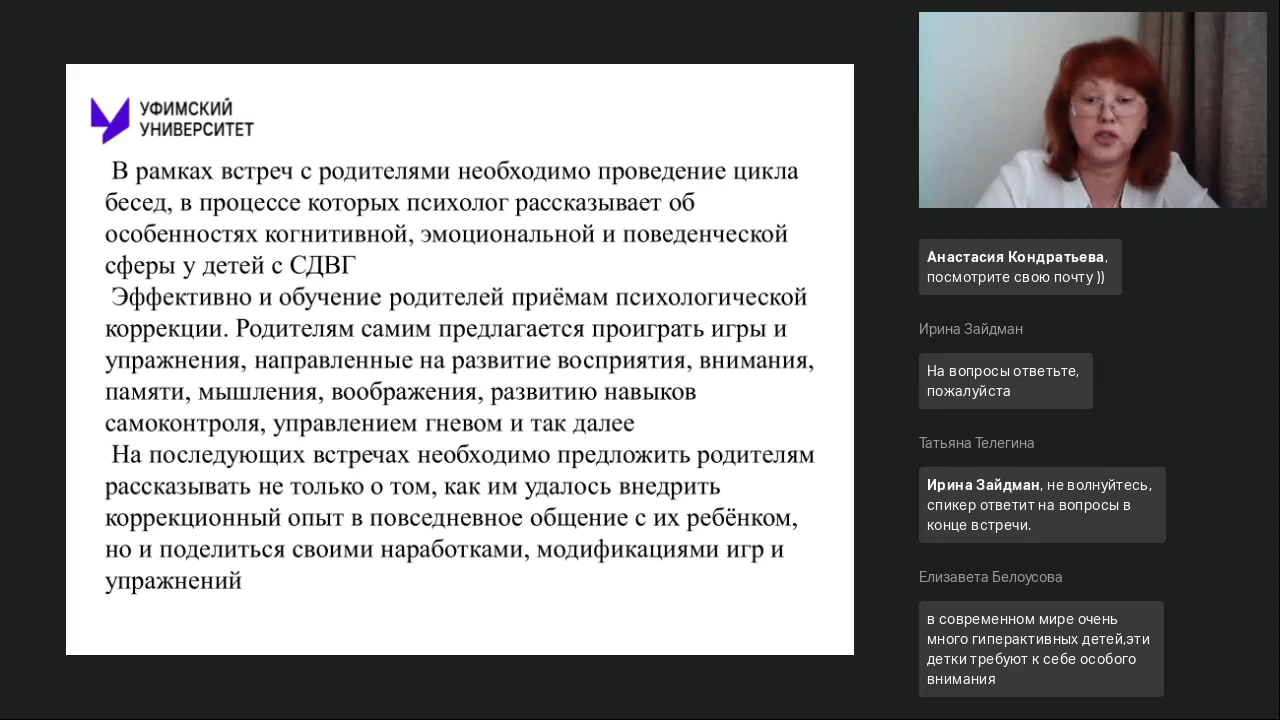 УФИМСКИЙ
УНИВЕРСИТЕТ
В рамках встреч с родителями необходимо проведение цикла
бесед, в процессе которых психолог рассказывает об
особенностях когнитивной, эмоциональной и поведенческой
сферы у детей с СДВГ
Эффективно и обучение родителей приёмам психологической
коррекции. Родителям самим предлагается проиграть игры и
упражнения, направленные на развитие восприятия, внимания,
памяти, мышления, воображения, развитию навыков
самоконтроля, управлением гневом и так далее
На последующих встречах необходимо предложить родителям
рассказывать не только о том, как им удалось внедрить
коррекционный опыт в повседневное общение с их ребёнком,
но и поделиться своими наработками, модификациями игр и
упражнений
Анастасия Кондратьева,
посмотрите свою почту ))
Ирина Зайдман
На вопросы ответьте,
пожалуйста
Татьяна Телегина
Ирина Зайдман, не волнуйтесь,
спикер ответит на вопросы в
конце встречи.
Елизавета Белоусова
в современном мире очень
много гиперактивных детей,эти
детки требуют к себе особого
внимания